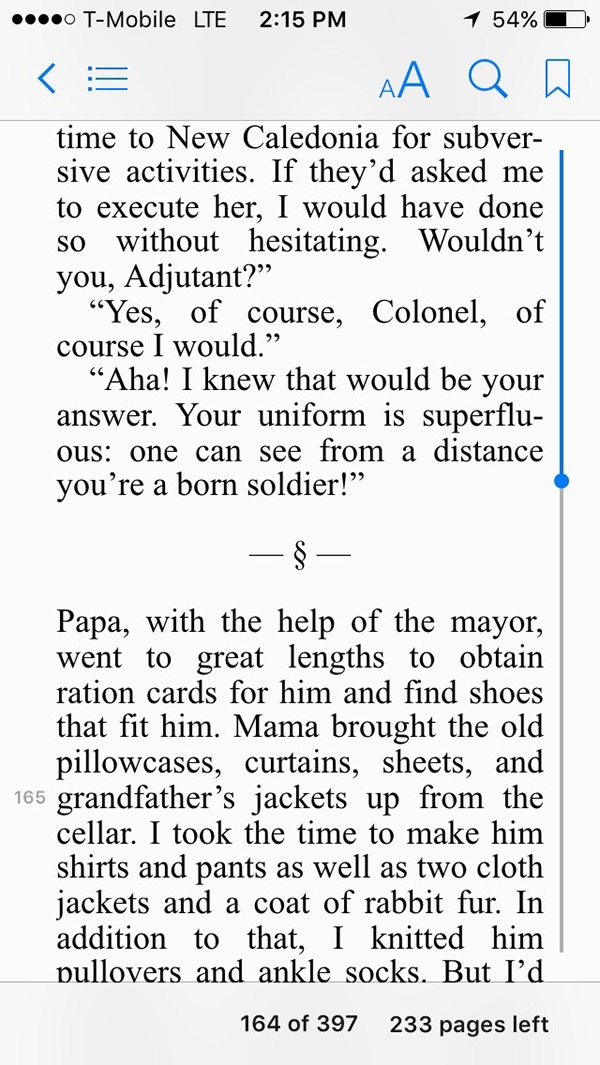 T-Mobile LTE 2:15 PM 54%
AA
time to New Caledonia for subver-
sive activities. If they’d asked me
to execute her, I would have done
so without hesitating. Wouldn’t
you, Adjutant?”
“Yes, of course, Colonel, of
course I would.”
“Aha! I knew that would be your
answer. Your uniform is superflu-
ous: one can see from a distance
you’re a born soldier!”
— § —
Papa, with the help of the mayor,
went to great lengths to obtain
ration cards for him and find shoes
that fit him. Mama brought the old
pillowcases, curtains, sheets, and
165 grandfather’s jackets up from the
cellar. I took the time to make him
shirts and pants as well as two cloth
jackets and a coat of rabbit fur. In
addition to that, I knitted him
pullovers and ankle socks. But I’d
164 of 397 233 pages left